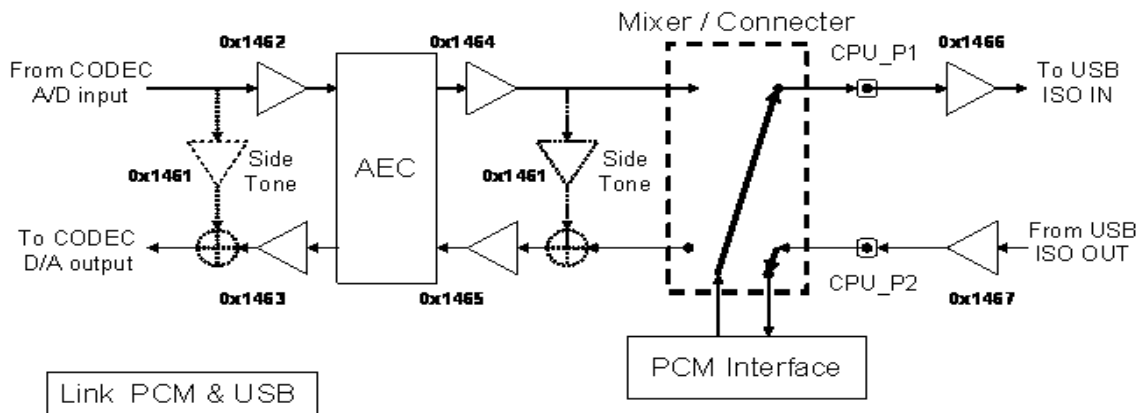 Mixer / Connecter
0x1462
0x1464
CPU_P1
0x1466
From CODEC
A/D input
To USB
ISO IN
0x1461
Side
Tone
AEC
0x1461
Side
Tone
To CODEC
D/A output
From USB
ISO OUT
0x1463
0x1465
CPU_P2
0x1467
PCM Interface
Link PCM & USB